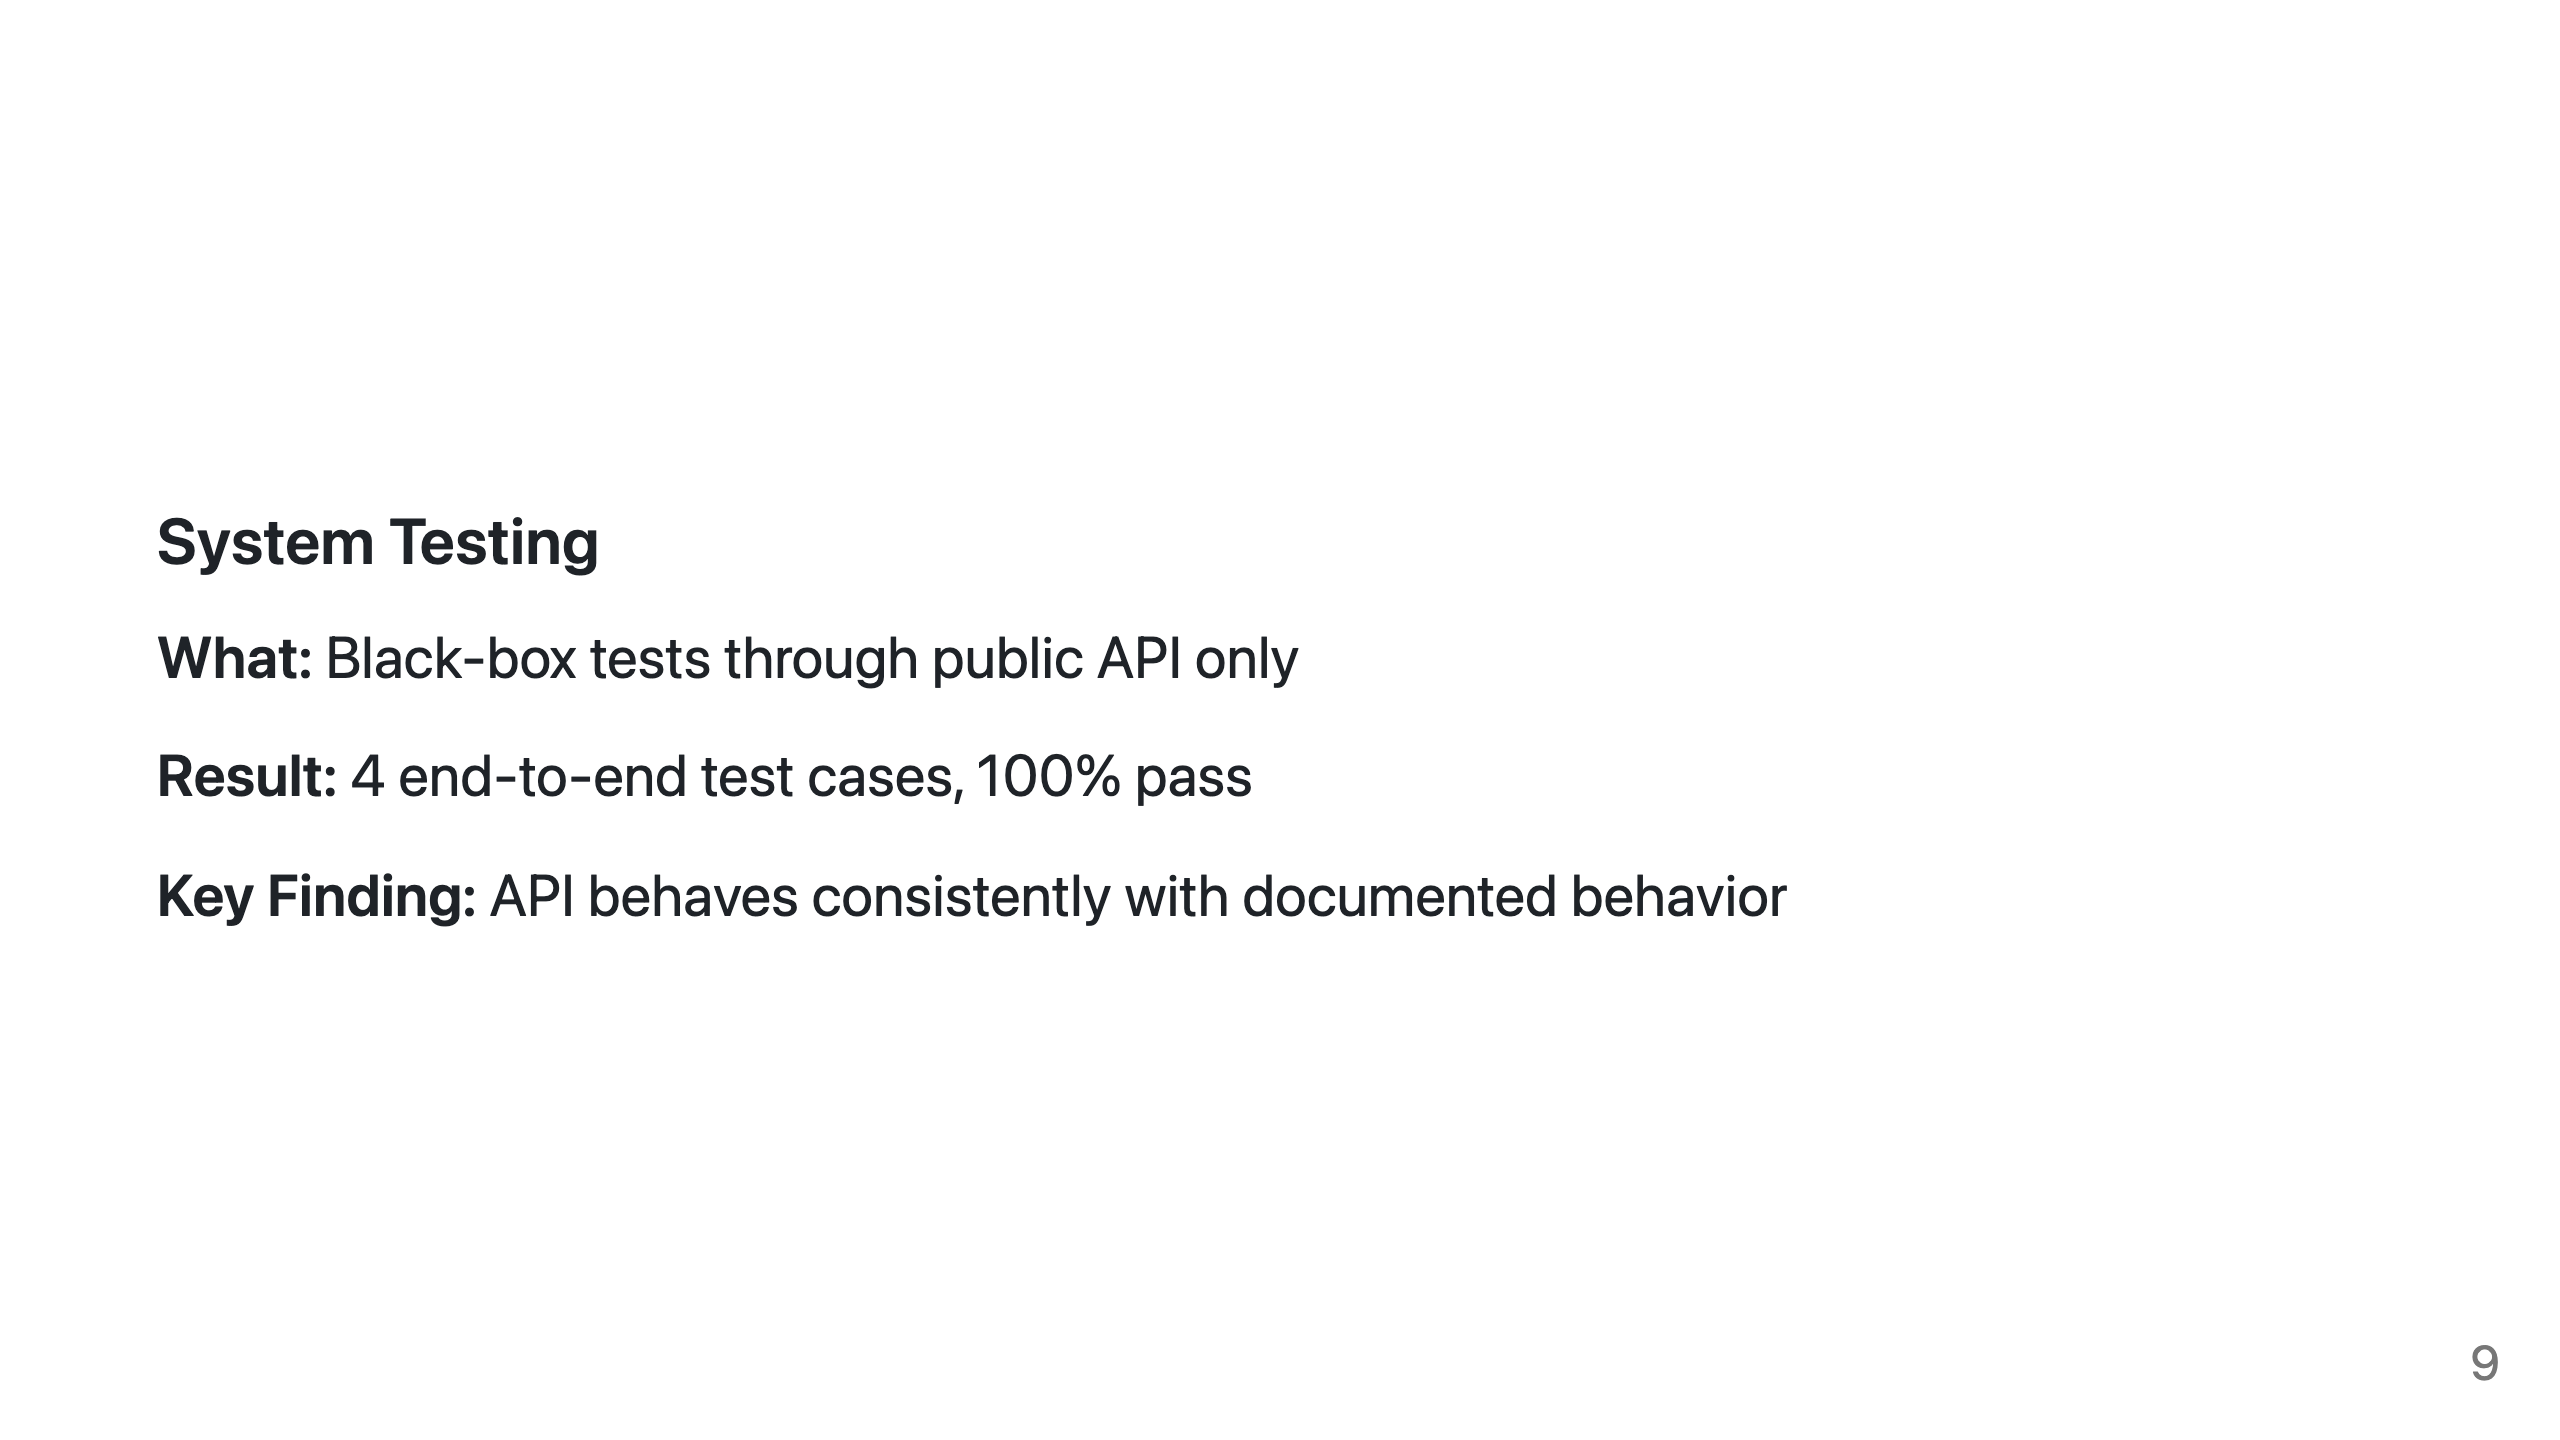 System Testing
What: Black-box tests through public API only
Result: 4 end-to-end test cases, 100% pass
Key Finding: API behaves consistently with documented behavior
9